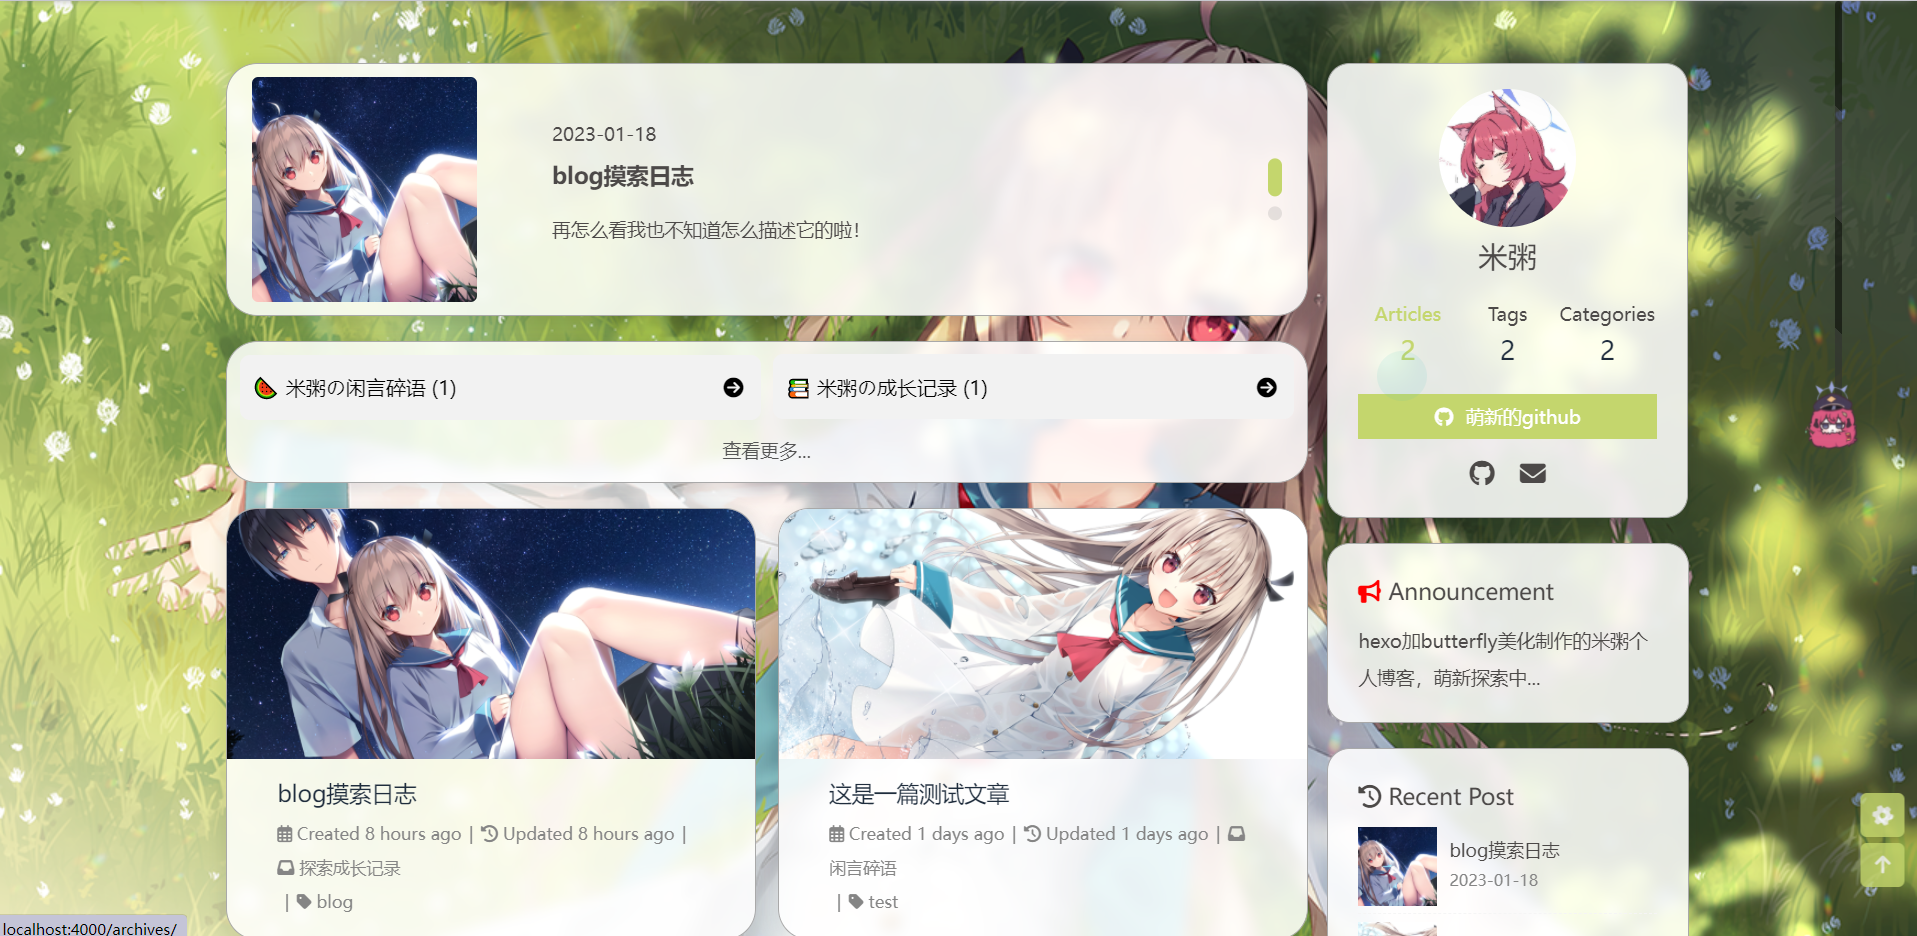 2023-01-18
blog摸索日志
再怎么看我也不知道怎么描述它的啦！
米粥の闲言碎语 (1)
米粥の成长记录 (1)
查看更多...
blog摸索日志
Created 8 hours ago | Updated 8 hours ago |
探索成长记录
| blog
这是一篇测试文章
Created 1 days ago | Updated 1 days ago |
闲言碎语
| test
米粥
Articles Tags Categories
2 2 2
萌新的github
Announcement
hexo加butterfly美化制作的米粥个
人博客，萌新探索中...
Recent Post
blog摸索日志
2023-01-18
localhost:4000/archives/